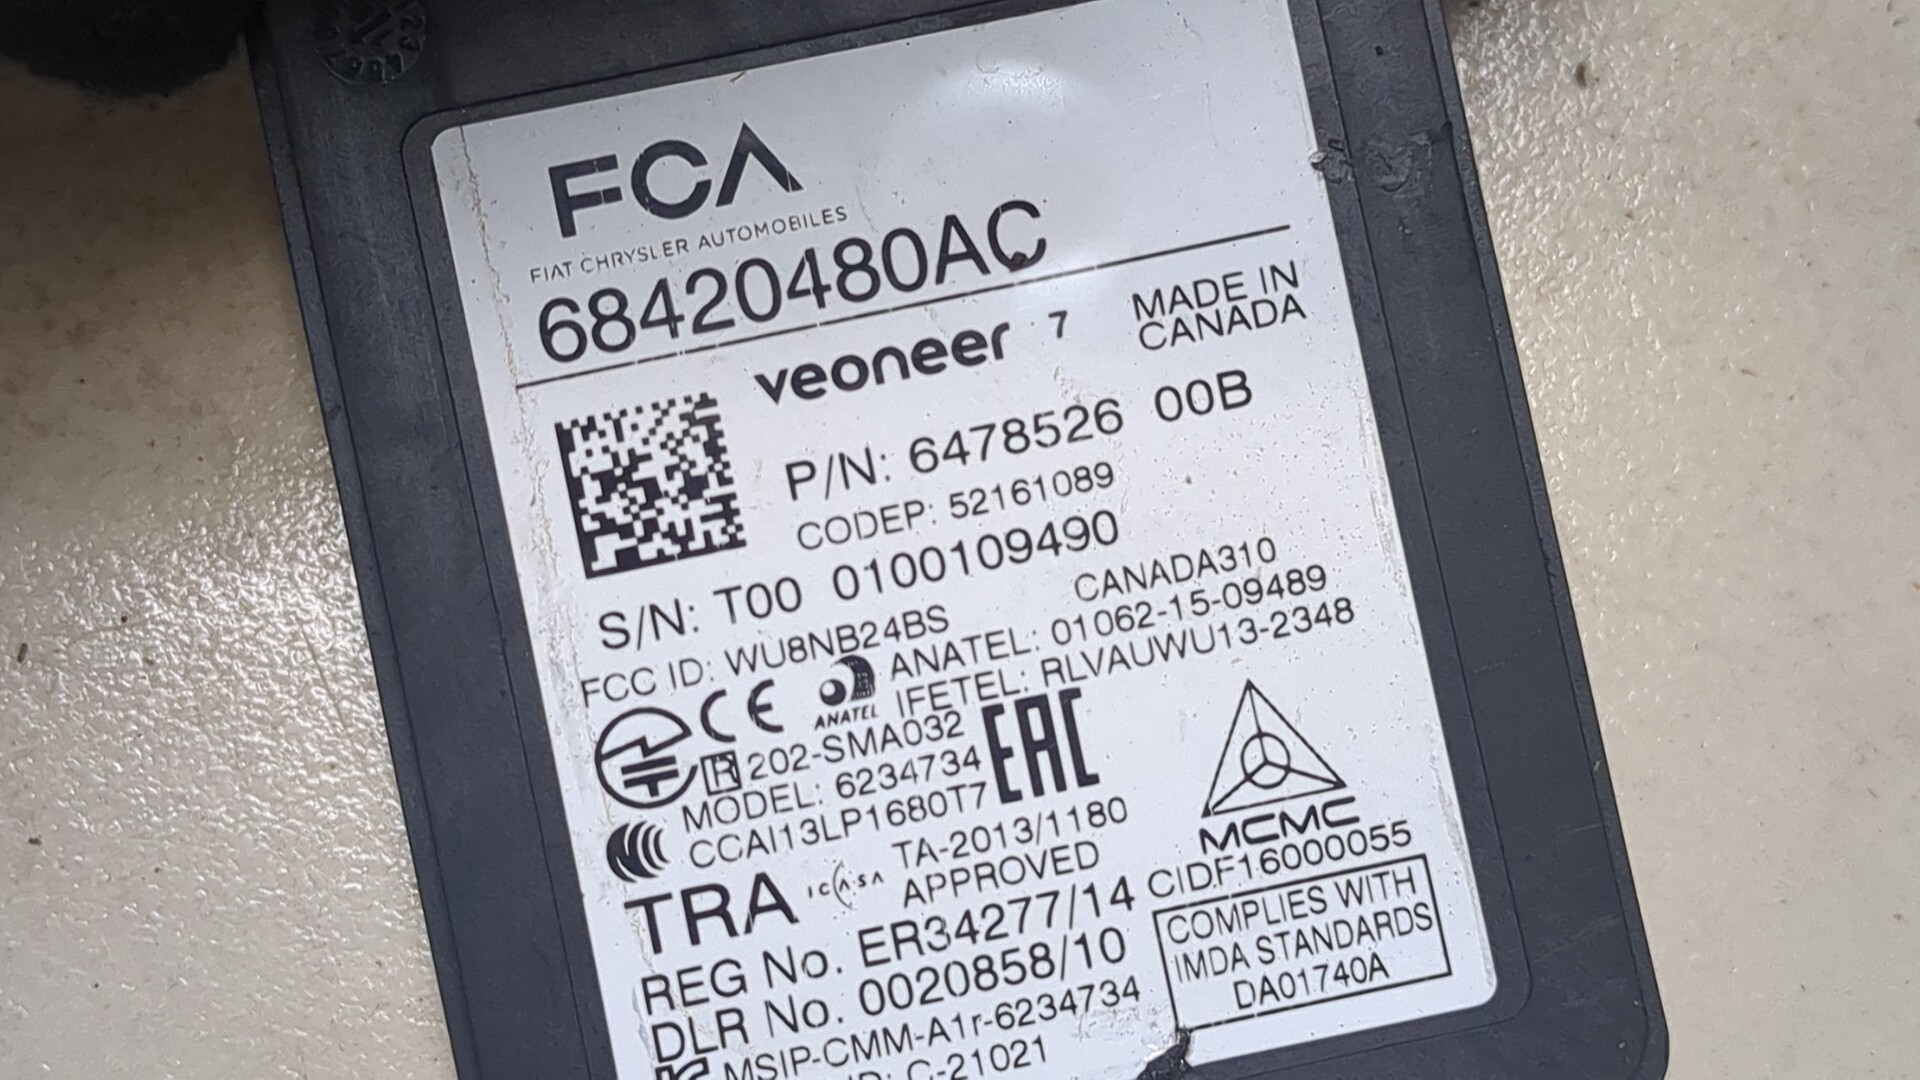 FCA
FIAT CHRYSLER AUTOMOBILES
68420480AC
veoneer 7
MADE IN
CANADA
P/N: 6478526 00B
CODEP: 52161089
S/N: T00 0100109490
CANADA310
FCC ID: WU8NB24BS
ANATEL: 01062-15-09489
IFETEL: RLVAUWU13-2348
CE
ANATEL
R 202-SMA032
EAC
MODEL: 6234734
CCAI13LP1680T7
MCMC
CIDF16000055
TRA
ICASA
TA-2013/1180
APPROVED
REG No. ER34277/14
DLR No. 0020858/10
COMPLIES WITH
IMDA STANDARDS
DA01740A
MSIP-CMM-A1r-6234734
ID: C-21021